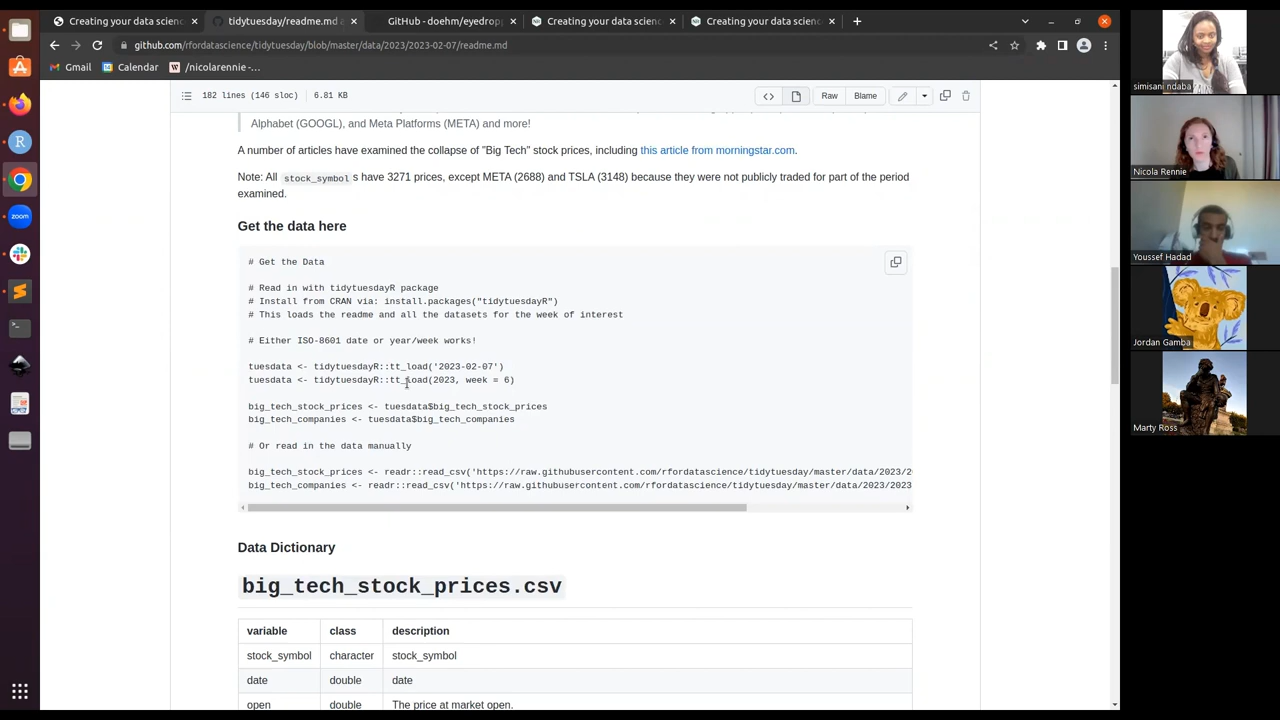 Creating your data scienc
tidytuesday/readme.md a
GitHub - doehm/eyedropp
Creating your data scienc
Creating your data scienc
github.com/rfordatascience/tidytuesday/blob/master/data/2023/2023-02-07/readme.md
Gmail
Calendar
/nicolarennie -…
182 lines (146 sloc)
6.81 KB
Raw
Blame
Alphabet (GOOGL), and Meta Platforms (META) and more!
A number of articles have examined the collapse of "Big Tech" stock prices, including this article from morningstar.com.
Note: All stock_symbol s have 3271 prices, except META (2688) and TSLA (3148) because they were not publicly traded for part of the period
examined.
Get the data here
# Get the Data
# Read in with tidytuesdayR package
# Install from CRAN via: install.packages("tidytuesdayR")
# This loads the readme and all the datasets for the week of interest
# Either ISO-8601 date or year/week works!
tuesdata <- tidytuesdayR::tt_load('2023-02-07')
tuesdata <- tidytuesdayR::tt_load(2023, week = 6)
big_tech_stock_prices <- tuesdata$big_tech_stock_prices
big_tech_companies <- tuesdata$big_tech_companies
# Or read in the data manually
big_tech_stock_prices <- readr::read_csv('https://raw.githubusercontent.com/rfordatascience/tidytuesday/master/data/2023/2
big_tech_companies <- readr::read_csv('https://raw.githubusercontent.com/rfordatascience/tidytuesday/master/data/2023/2023
Data Dictionary
big_tech_stock_prices.csv
variable class description
stock_symbol character stock_symbol
date double date
open double The price at market open.
simisani ndaba
Nicola Rennie
Youssef Hadad
Jordan Gamba
Marty Ross